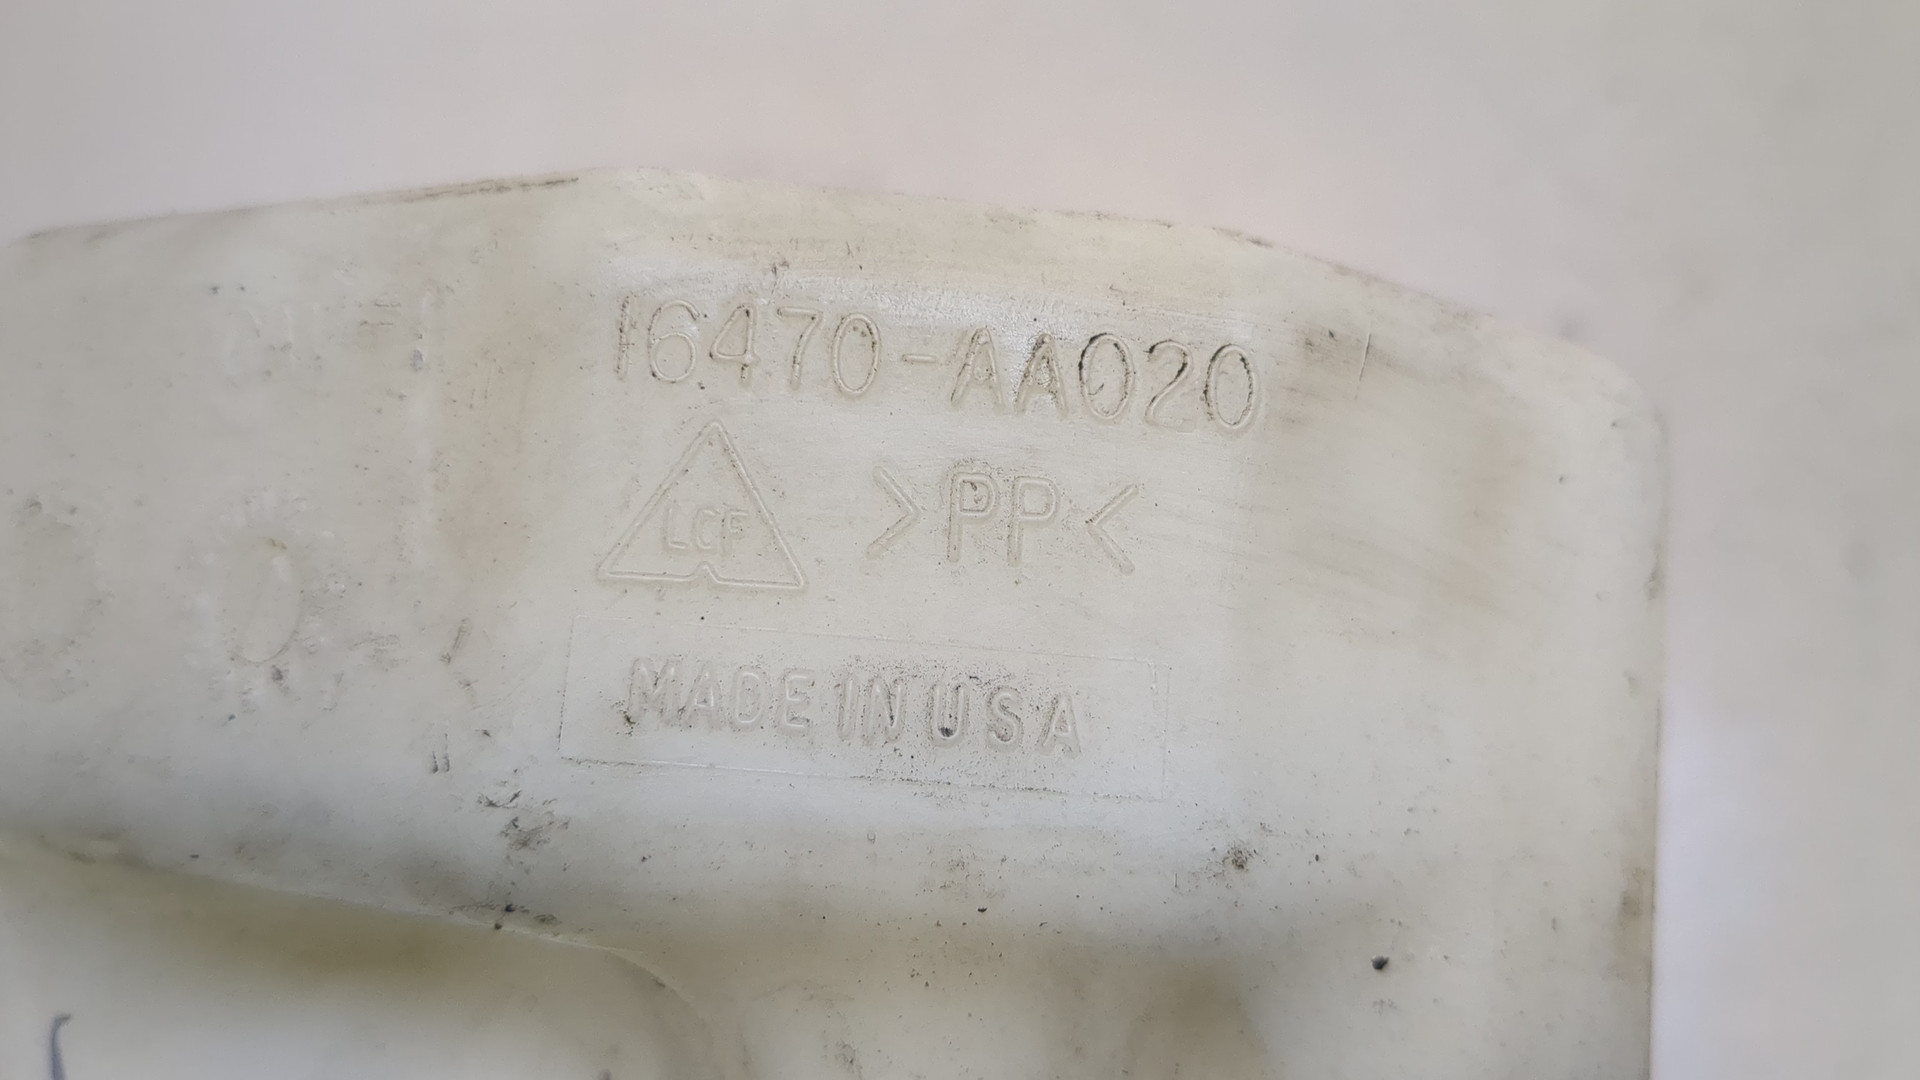 16470-AA020
LCF >PP<
MADE IN USA